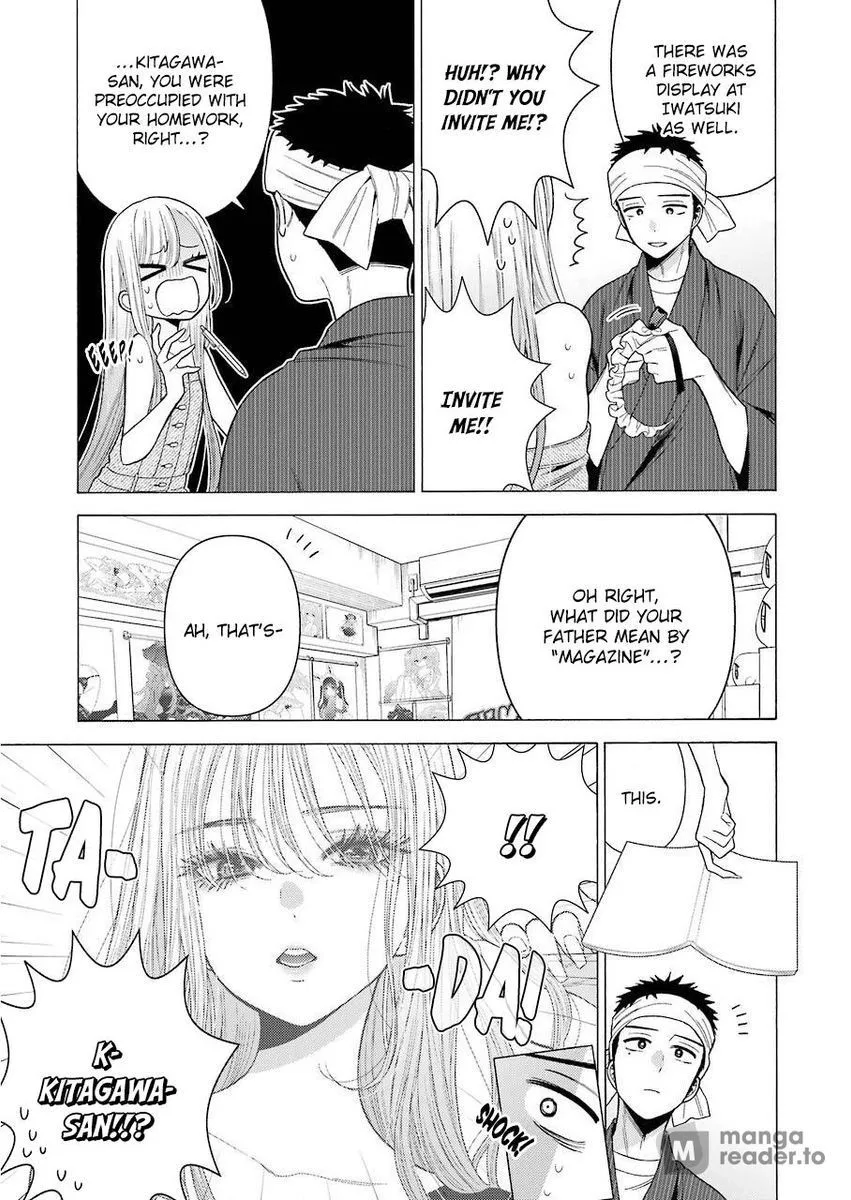 THERE WAS
A FIREWORKS
DISPLAY AT
IWATSUKI
AS WELL.
HUH!? WHY
DIDN'T YOU
INVITE ME!?
INVITE
ME!!
...KITAGAWA-
SAN, YOU WERE
PREOCCUPIED WITH
YOUR HOMEWORK,
RIGHT...?
EEEP!
OH RIGHT,
WHAT DID YOUR
FATHER MEAN BY
"MAGAZINE"...?
AH, THAT'S-
THIS.
!!
TA-
-DA!
K-
KITAGAWA-
SAN!!?
SHOCK!
M manga
reader.to